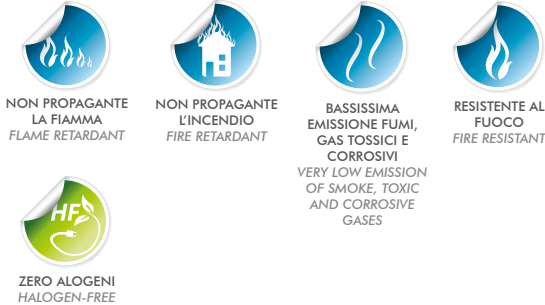 NON PROPAGANTE
LA FIAMMA
FLAME RETARDANT
NON PROPAGANTE
L'INCENDIO
FIRE RETARDANT
BASSISSIMA
EMISSIONE FUMI,
GAS TOSSICI E
CORROSIVI
VERY LOW EMISSION
OF SMOKE, TOXIC
AND CORROSIVE
GASES
RESISTENTE AL
FUOCO
FIRE RESISTANT
HF
ZERO ALOGENI
HALOGEN-FREE